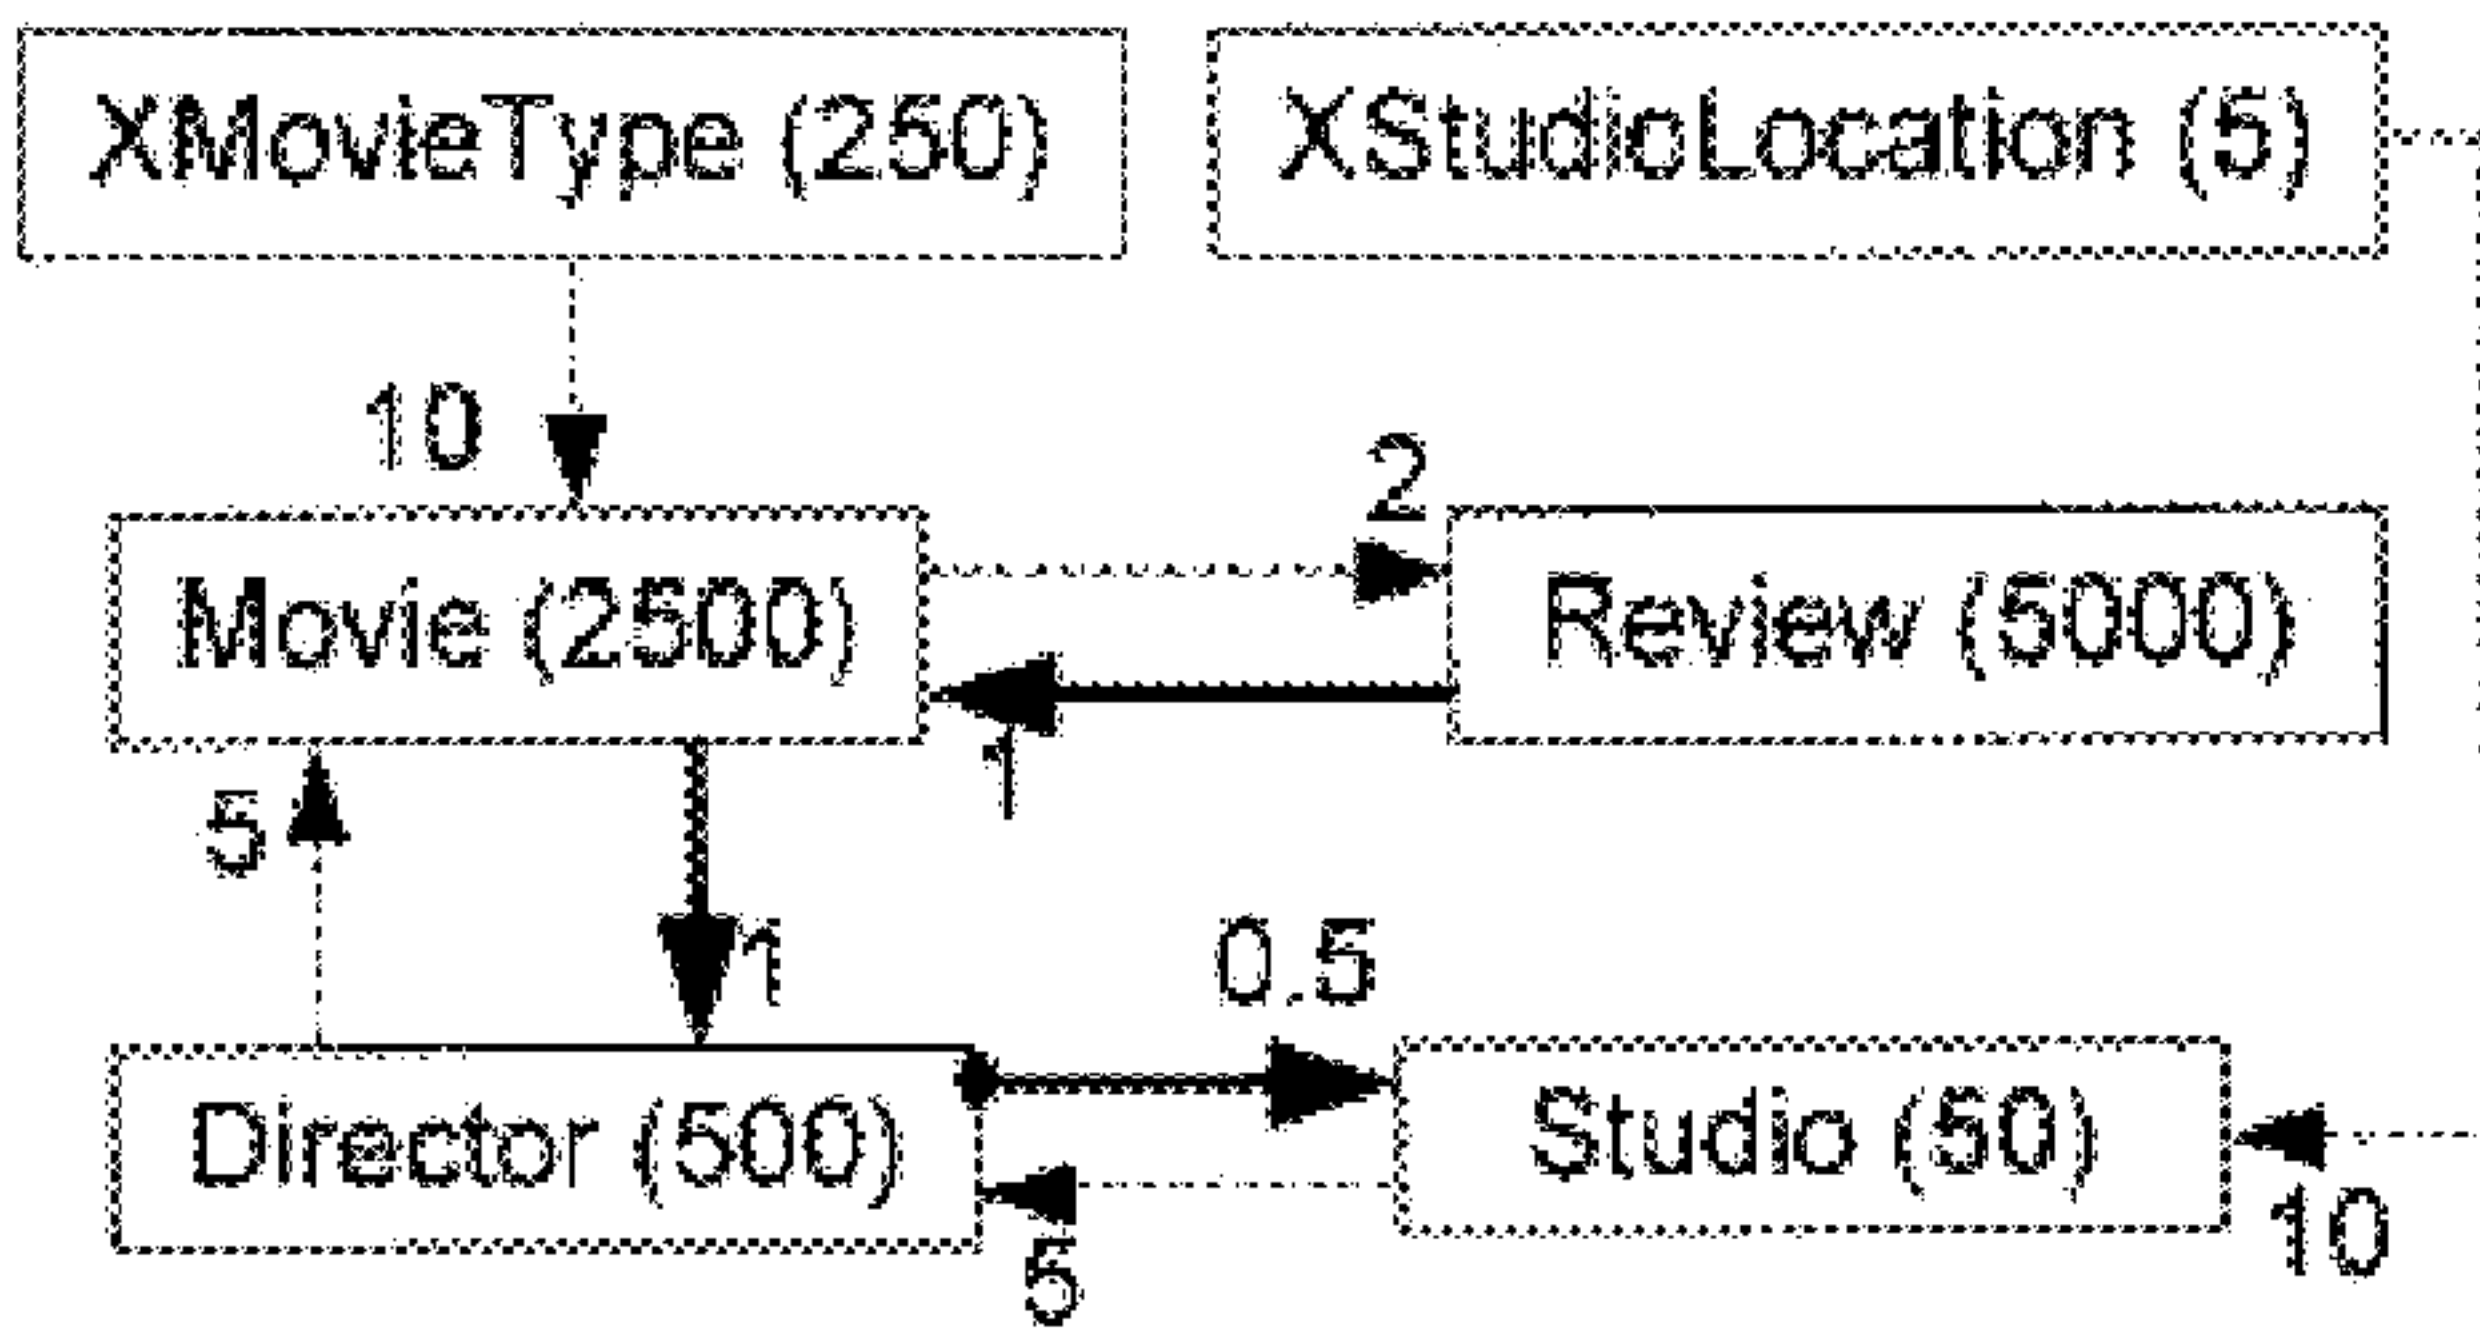 XMovieType (250)
XStudioLocation (5)
10
2
Movie (2500)
Review (5000)
1
5
1
0.5
Director (500)
Studio (50)
5
10